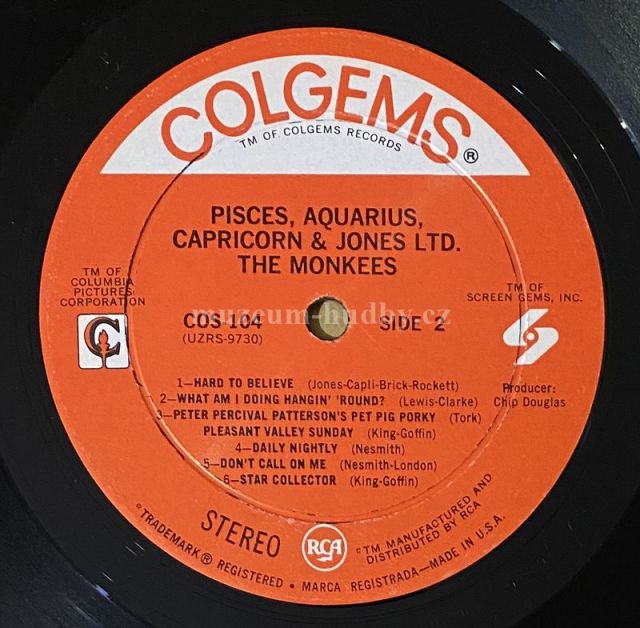 COLGEMS®
TM OF COLGEMS RECORDS
PISCES, AQUARIUS,
CAPRICORN & JONES LTD.
THE MONKEES
TM OF
COLUMBIA
PICTURES
CORPORATION
TM OF
SCREEN GEMS, INC.
muzeum-hudby.cz
COS-104
(UZRS-9730)
SIDE 2
Producer:
Chip Douglas
1—HARD TO BELIEVE (Jones-Capli-Brick-Rockett)
2—WHAT AM I DOING HANGIN' 'ROUND? (Lewis-Clarke)
3—PETER PERCIVAL PATTERSON'S PET PIG PORKY (Tork)
PLEASANT VALLEY SUNDAY (King-Goffin)
4—DAILY NIGHTLY (Nesmith)
5—DON'T CALL ON ME (Nesmith-London)
6—STAR COLLECTOR (King-Goffin)
STEREO
RCA
©TM MANUFACTURED AND
DISTRIBUTED BY RCA
©TRADEMARK® REGISTERED • MARCA REGISTRADA—MADE IN U.S.A.